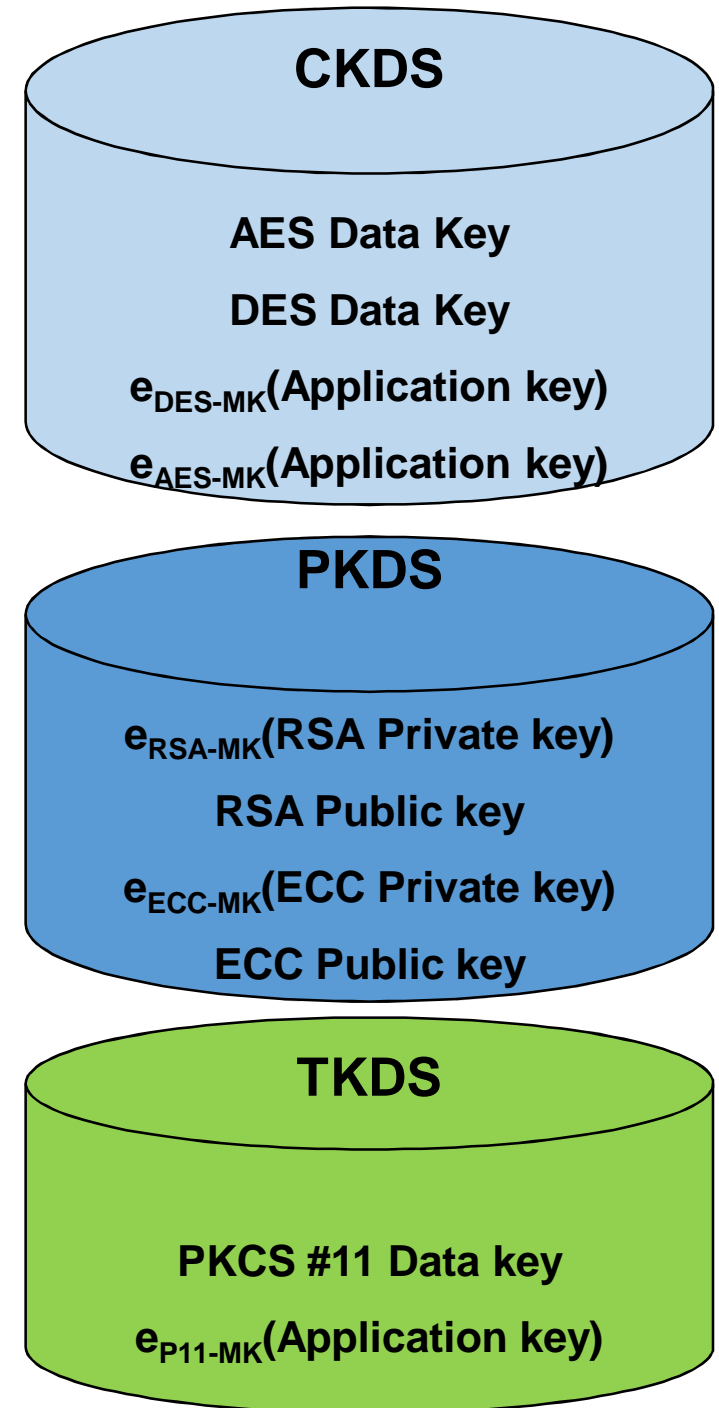 CKDS
AES Data Key
DES Data Key
eDES-MK(Application key)
eAES-MK(Application key)
PKDS
eRSA-MK(RSA Private key)
RSA Public key
eECC-MK(ECC Private key)
ECC Public key
TKDS
PKCS #11 Data key
eP11-MK(Application key)